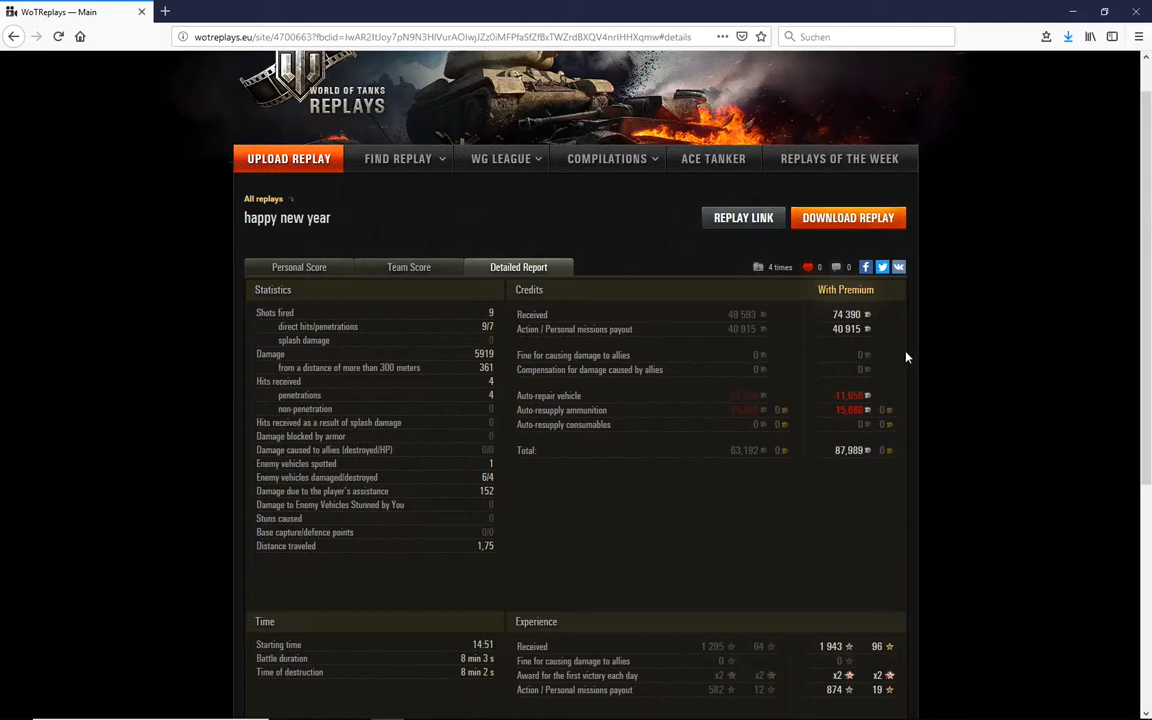 WoTReplays — Main
wotreplays.eu/site/4700663?fbclid=IwAR2ItUoy7pN9N3HlVurAOIwjJZz0iMFPfaSfZfBxTWZrdBXQV4nrIHHXqmw#details
Suchen
WORLD OF TANKS
REPLAYS
UPLOAD REPLAY FIND REPLAY WG LEAGUE COMPILATIONS ACE TANKER REPLAYS OF THE WEEK
All replays
happy new year
REPLAY LINK DOWNLOAD REPLAY
Personal Score Team Score Detailed Report 4 times 0 0
Statistics Credits With Premium
Shots fired 9 Received 49 593 74 390
direct hits/penetrations 9/7 Action / Personal missions payout 40 915 40 915
splash damage 0
Damage 5919 Fine for causing damage to allies 0 0
from a distance of more than 300 meters 361 Compensation for damage caused by allies 0 0
Hits received 4
penetrations 4 Auto-repair vehicle 11,656
non-penetration 0 Auto-resupply ammunition 0 0
Hits received as a result of splash damage 0 Auto-resupply consumables 0 0 0 0
Damage blocked by armor 0
Damage caused to allies (destroyed/HP) 0/0 Total: 63,192 0 87,989 0
Enemy vehicles spotted 1
Enemy vehicles damaged/destroyed 6/4
Damage due to the player's assistance 152
Damage to Enemy Vehicles Stunned by You 0
Stuns caused 0
Base capture/defence points 0/0
Distance traveled 1,75
Time Experience
Starting time 14:51 Received 1 295 64 1 943 96
Battle duration 8 min 3 s Fine for causing damage to allies 0 0
Time of destruction 8 min 2 s Award for the first victory each day x2 x2 x2 x2
Action / Personal missions payout 582 12 874 19